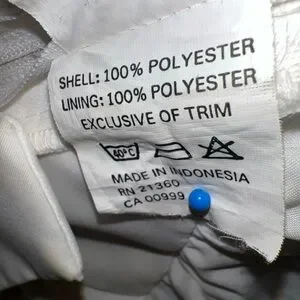 SHELL: 100% POLYESTER
LINING: 100% POLYESTER
EXCLUSIVE OF TRIM
40°C
MADE IN INDONESIA
RN 21360
CA 00999